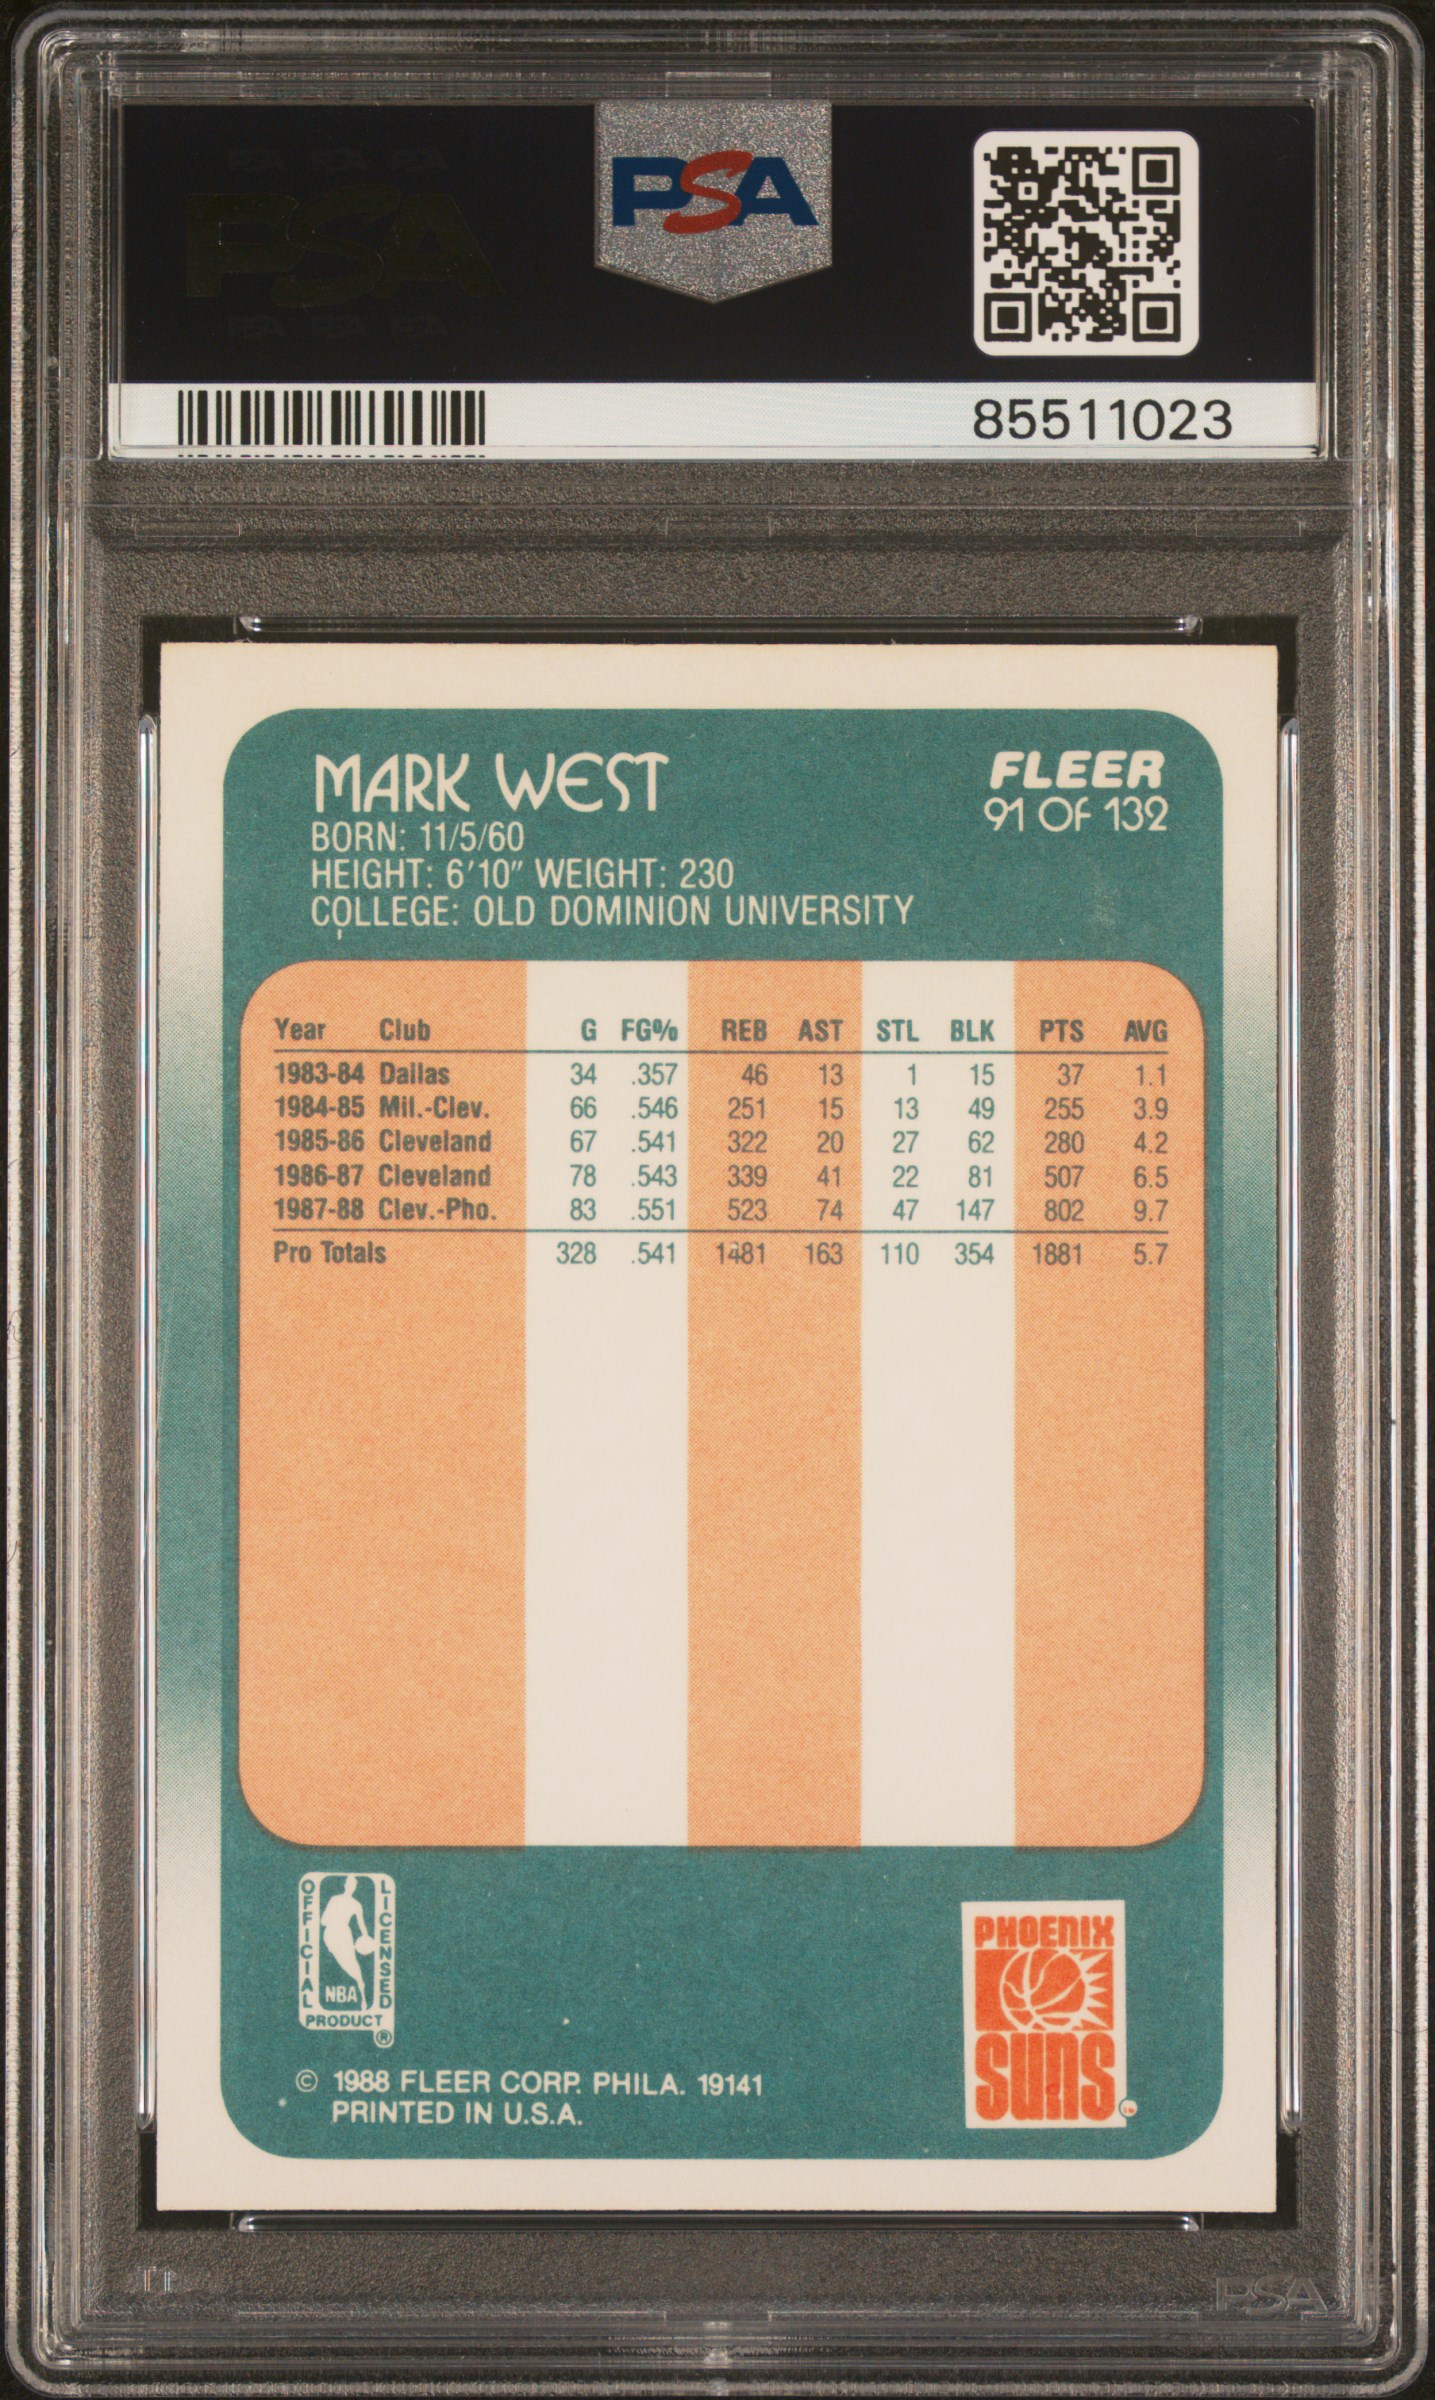 PSA
85511023
MARK WEST
FLEER
91 OF 132
BORN: 11/5/60
HEIGHT: 6'10" WEIGHT: 230
COLLEGE: OLD DOMINION UNIVERSITY
Year Club G FG% REB AST STL BLK PTS AVG
1983-84 Dallas 34 .357 46 13 1 15 37 1.1
1984-85 Mil.-Clev. 66 .546 251 15 13 49 255 3.9
1985-86 Cleveland 67 .541 322 20 27 62 280 4.2
1986-87 Cleveland 78 .543 339 41 22 81 507 6.5
1987-88 Clev.-Pho. 83 .551 523 74 47 147 802 9.7
Pro Totals 328 .541 1481 163 110 354 1881 5.7
OFFICIAL LICENSED
NBA
PRODUCT
®
PHOENIX
SUNS
© 1988 FLEER CORP. PHILA. 19141
PRINTED IN U.S.A.
PSA